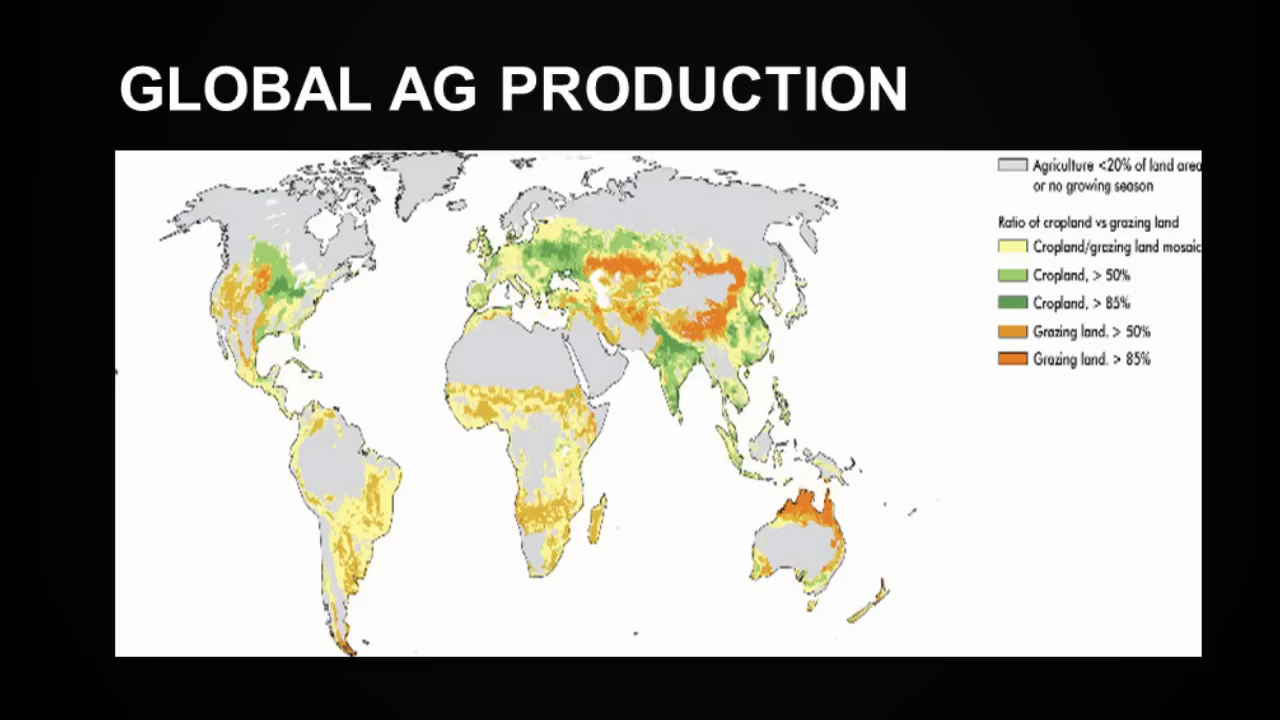 GLOBAL AG PRODUCTION
Agriculture <20% of land area
or no growing season
Ratio of cropland vs grazing land
Cropland/grazing land mosaic
Cropland, > 50%
Cropland, > 85%
Grazing land. > 50%
Grazing land. > 85%